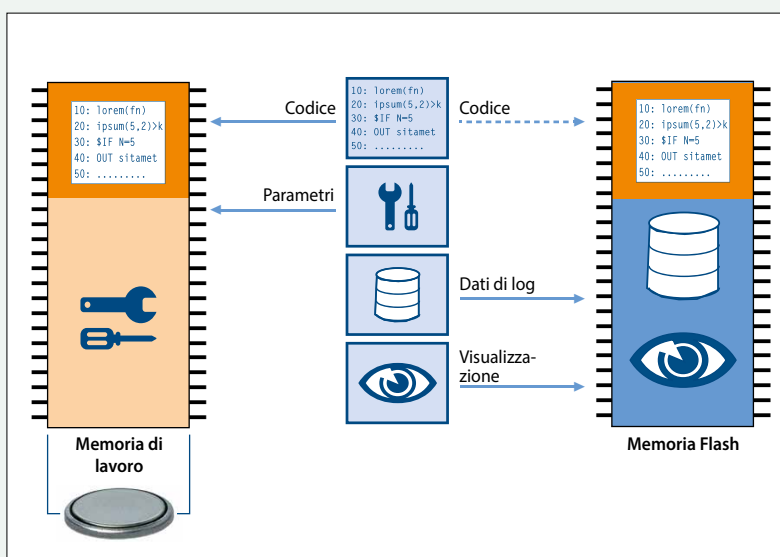 10: lorem(fn)
20: ipsum(5,2)>k
30: $IF N=5
40: OUT sitamet
50: .........
Codice
10: lorem(fn)
20: ipsum(5,2)>k
30: $IF N=5
40: OUT sitamet
50: .........
Codice
10: lorem(fn)
20: ipsum(5,2)>k
30: $IF N=5
40: OUT sitamet
50: .........
Parametri
Dati di log
Visualizza-
zione
Memoria di
lavoro
Memoria Flash